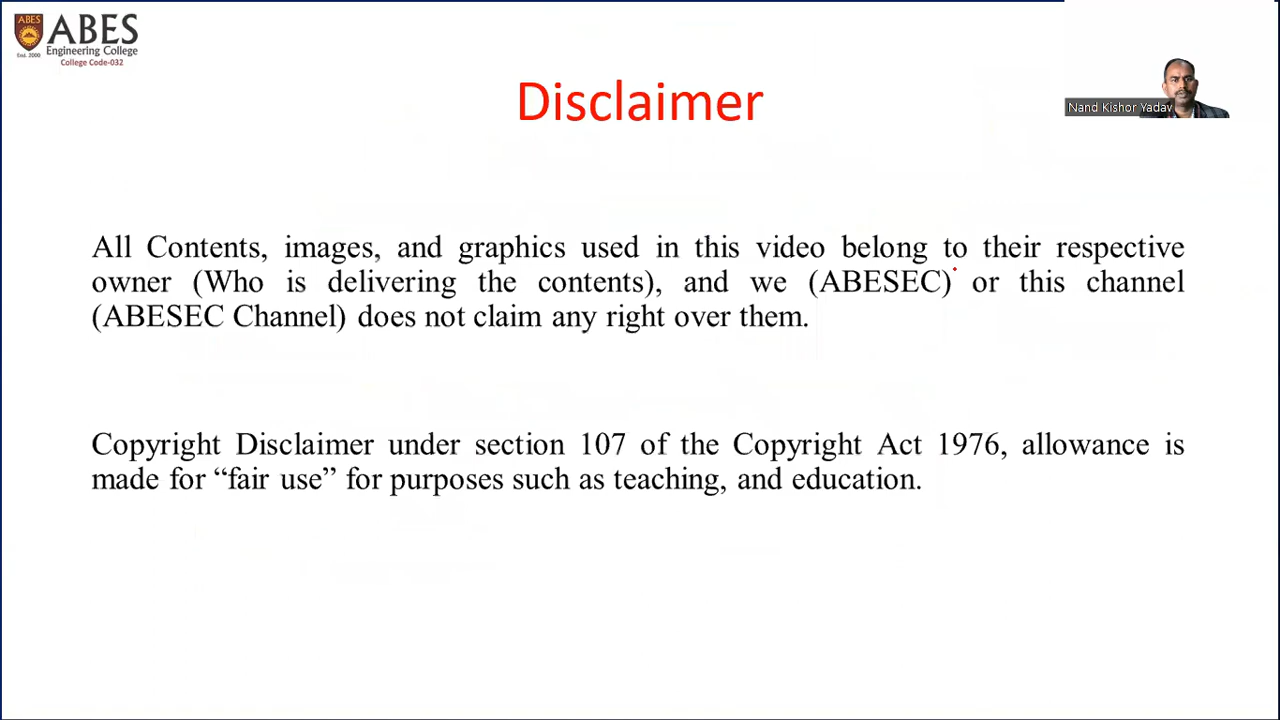 ABES
ABES
Engineering College
Estd. 2000
College Code-032
Disclaimer
Nand Kishor Yadav
All Contents, images, and graphics used in this video belong to their respective
owner (Who is delivering the contents), and we (ABESEC) or this channel
(ABESEC Channel) does not claim any right over them.
Copyright Disclaimer under section 107 of the Copyright Act 1976, allowance is
made for “fair use” for purposes such as teaching, and education.